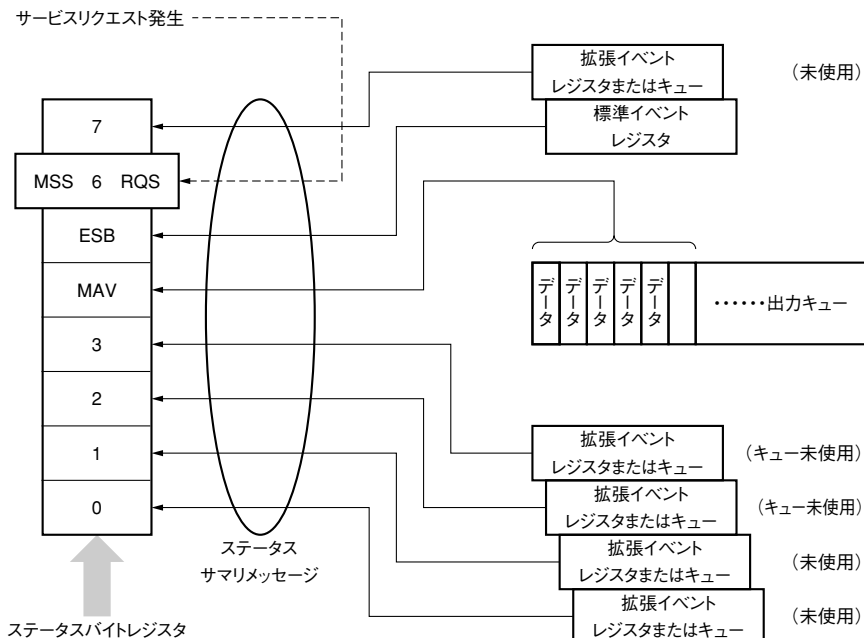 サービスリクエスト発生
拡張イベント
レジスタまたはキュー
（未使用）
7
標準イベント
レジスタ
MSS 6 RQS
ESB
MAV
データ
データ
データ
データ
データ
……出力キュー
3
2
拡張イベント
レジスタまたはキュー
（キュー未使用）
1
拡張イベント
レジスタまたはキュー
（キュー未使用）
0
ステータス
サマリメッセージ
拡張イベント
レジスタまたはキュー
（未使用）
拡張イベント
レジスタまたはキュー
（未使用）
ステータスバイトレジスタ